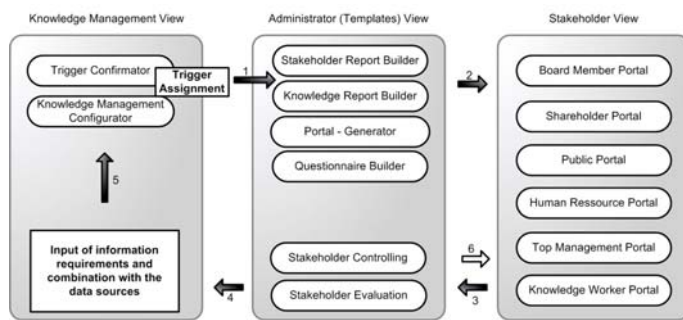 Knowledge Management View
Administrator (Templates) View
Stakeholder View
Trigger Confirmator
Trigger
Assignment
Knowledge Management
Configurator
5
Input of information
requirements and
combination with the
data sources
1
Stakeholder Report Builder
Knowledge Report Builder
Portal - Generator
Questionnaire Builder
Stakeholder Controlling
Stakeholder Evaluation
4
2
6
3
Board Member Portal
Shareholder Portal
Public Portal
Human Ressource Portal
Top Management Portal
Knowledge Worker Portal